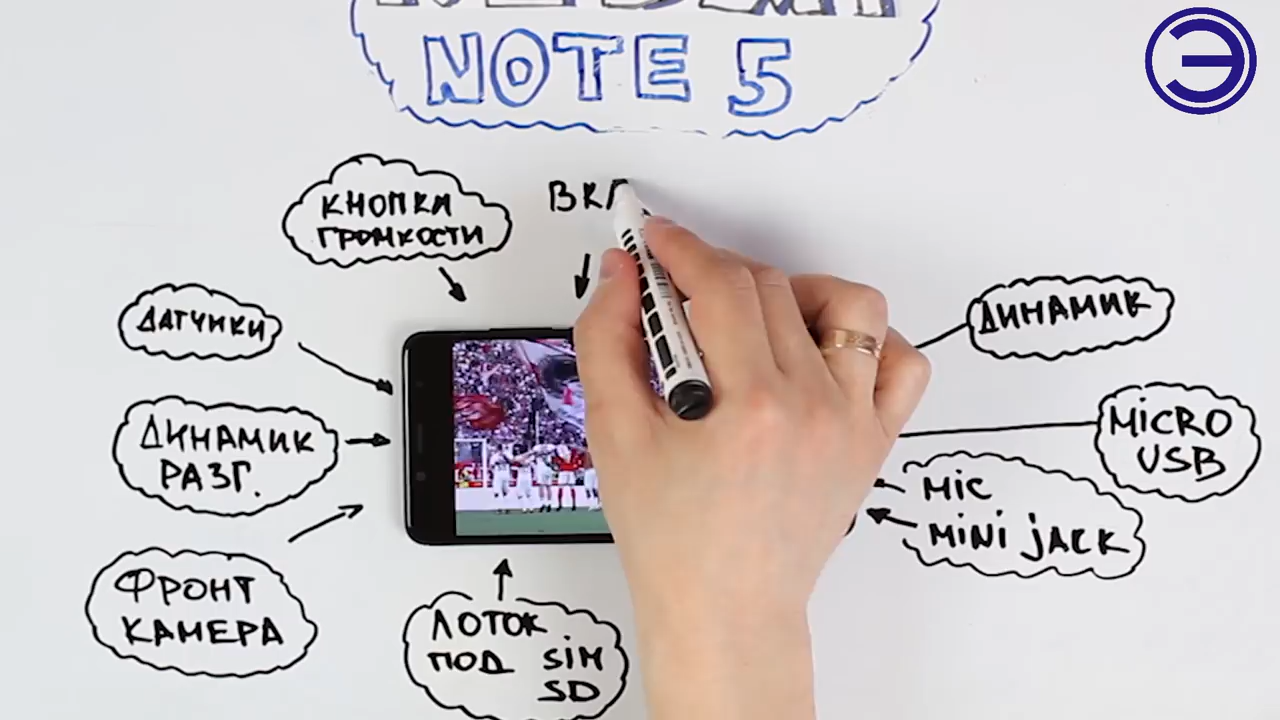 NOTE 5
КНОПКИ
ГРОМКОСТИ
ВКЛ
ДАТЧИКИ
ДИНАМИК
ДИНАМИК
РАЗГ.
MiCRO
USB
Mic
MiNi jACK
ФРОНТ
КАМЕРА
ЛОТОК
ПОД SiM
SD
Э